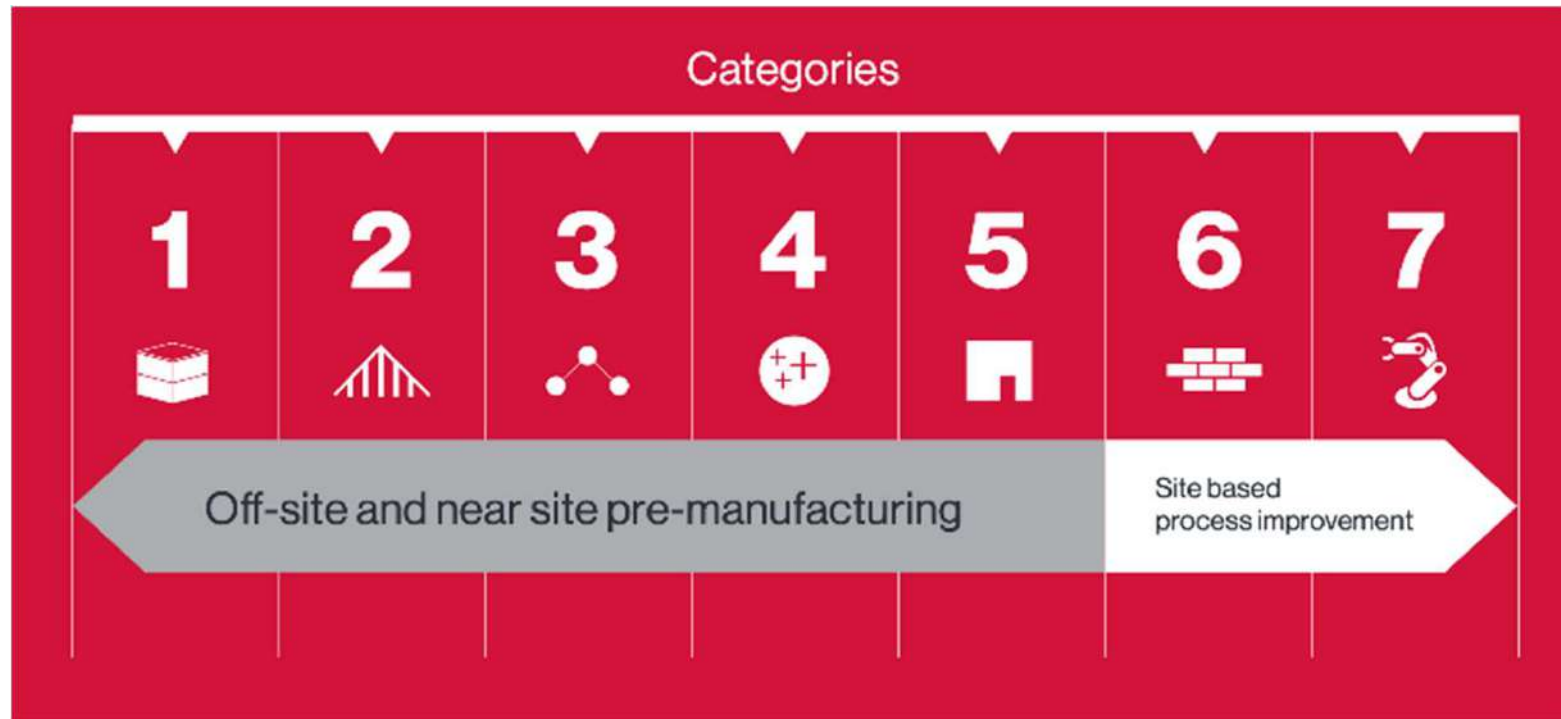 Categories
1 2 3 4 5 6 7
Off-site and near site pre-manufacturing
Site based
process improvement